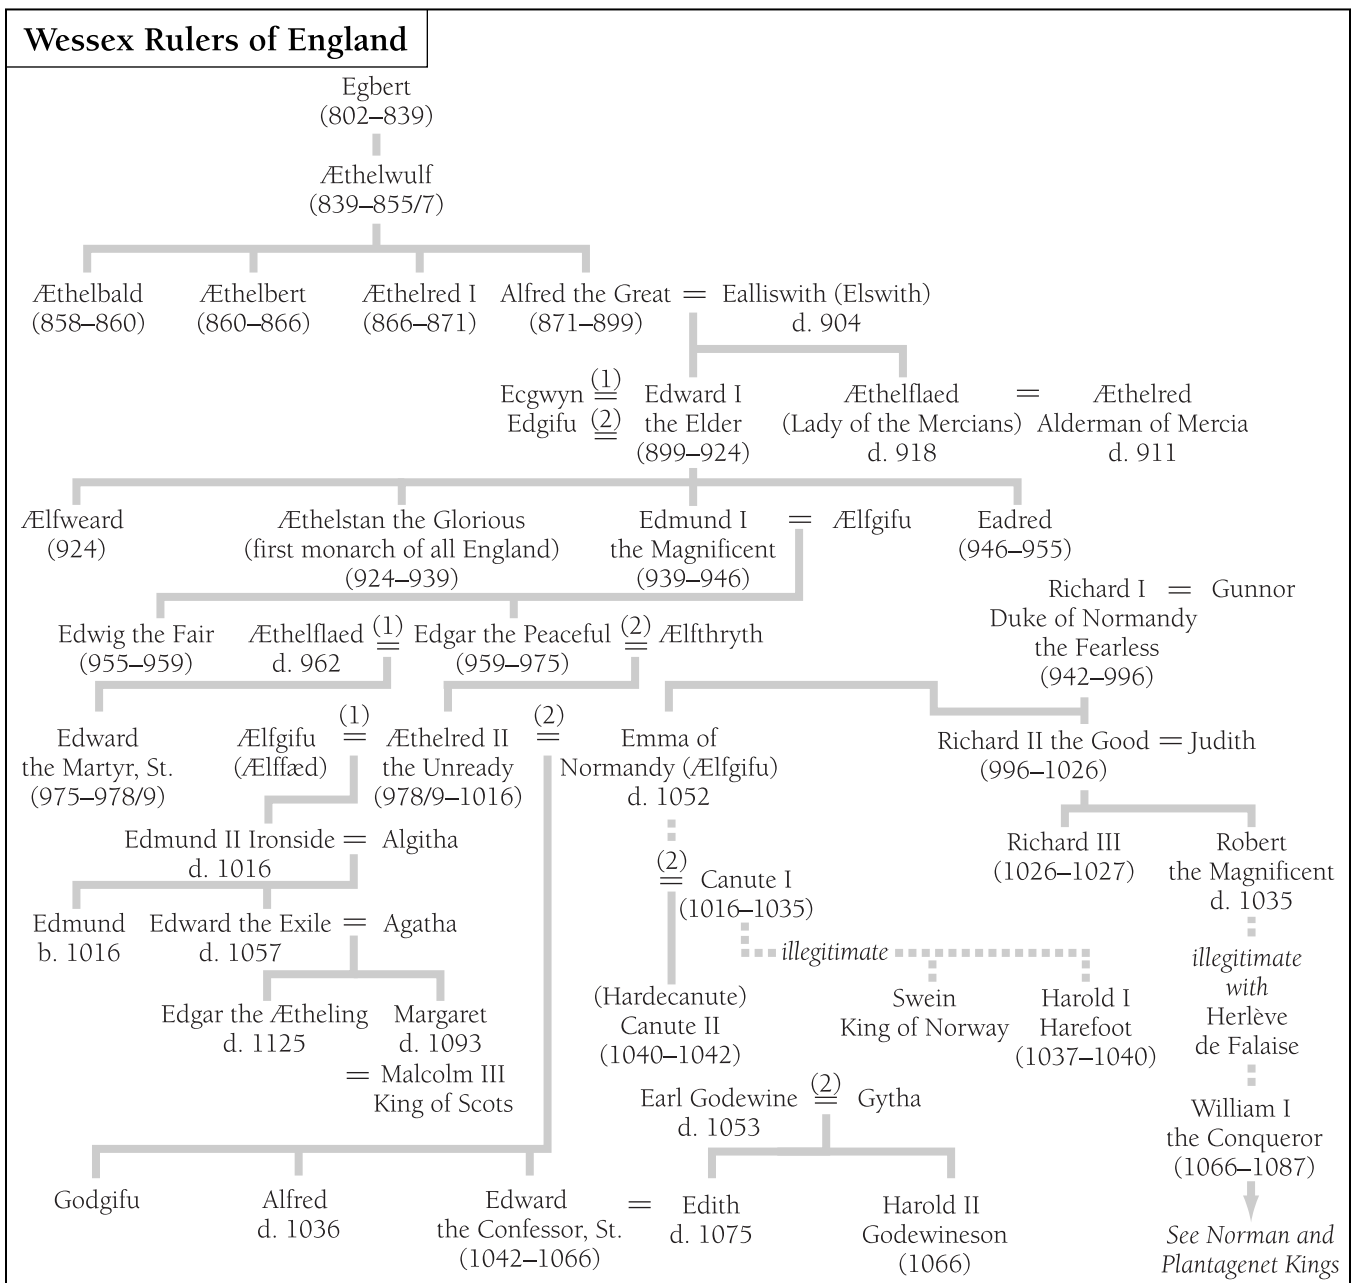 Wessex Rulers of England
Egbert
(802–839)
Æthelwulf
(839–855/7)
Æthelbald
(858–860)
Æthelbert
(860–866)
Æthelred I
(866–871)
Alfred the Great
(871–899)
=
Ealliswith (Elswith)
d. 904
Ecgwyn (1) =
Edgifu (2) =
Edward I
the Elder
(899–924)
Æthelflaed
(Lady of the Mercians)
d. 918
=
Æthelred
Alderman of Mercia
d. 911
Ælfweard
(924)
Æthelstan the Glorious
(first monarch of all England)
(924–939)
Edmund I
the Magnificent
(939–946)
=
Ælfgifu
Eadred
(946–955)
Richard I = Gunnor
Duke of Normandy
the Fearless
(942–996)
Edwig the Fair
(955–959)
Æthelflaed
d. 962
(1)
=
Edgar the Peaceful
(959–975)
(2)
=
Ælfthryth
Edward
the Martyr, St.
(975–978/9)
Ælfgifu
(Ælffæd)
(1)
=
Æthelred II
the Unready
(978/9–1016)
(2)
=
Emma of
Normandy (Ælfgifu)
d. 1052
Richard II the Good = Judith
(996–1026)
Edmund II Ironside = Algitha
d. 1016
(2)
=
Canute I
(1016–1035)
Richard III
(1026–1027)
Robert
the Magnificent
d. 1035
Edmund
b. 1016
Edward the Exile = Agatha
d. 1057
illegitimate
illegitimate
with
Herlève
de Falaise
Edgar the Ætheling
d. 1125
Margaret
d. 1093
= Malcolm III
King of Scots
(Hardecanute)
Canute II
(1040–1042)
Swein
King of Norway
Harold I
Harefoot
(1037–1040)
Earl Godewine
d. 1053
(2)
=
Gytha
William I
the Conqueror
(1066–1087)
Godgifu
Alfred
d. 1036
Edward
the Confessor, St.
(1042–1066)
=
Edith
d. 1075
Harold II
Godewineson
(1066)
See Norman and
Plantagenet Kings